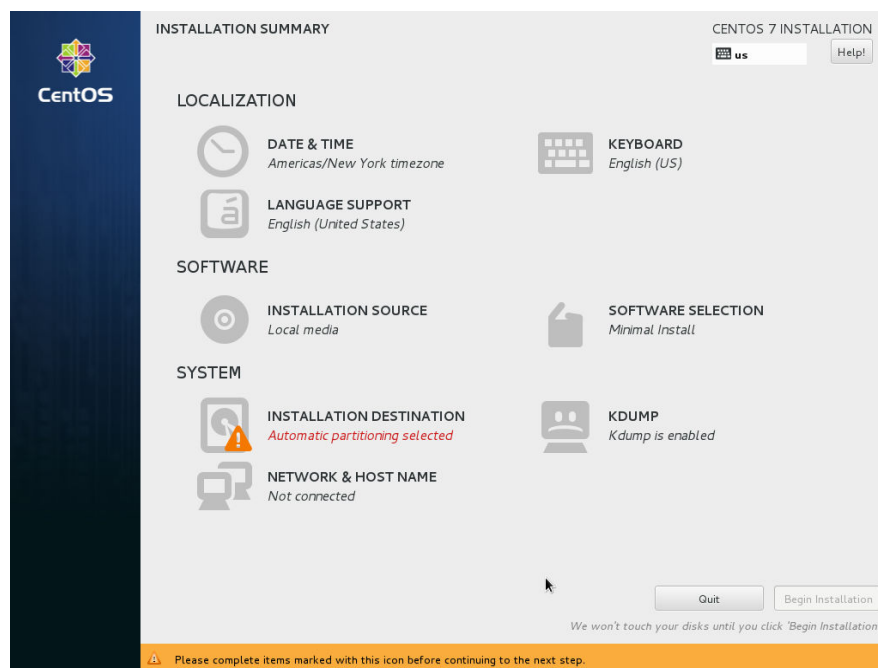 INSTALLATION SUMMARY
CENTOS 7 INSTALLATION
us
Help!
CentOS
LOCALIZATION
DATE & TIME
Americas/New York timezone
KEYBOARD
English (US)
LANGUAGE SUPPORT
English (United States)
SOFTWARE
INSTALLATION SOURCE
Local media
SOFTWARE SELECTION
Minimal Install
SYSTEM
INSTALLATION DESTINATION
Automatic partitioning selected
KDUMP
Kdump is enabled
NETWORK & HOST NAME
Not connected
Quit
Begin Installation
We won't touch your disks until you click 'Begin Installation
Please complete items marked with this icon before continuing to the next step.